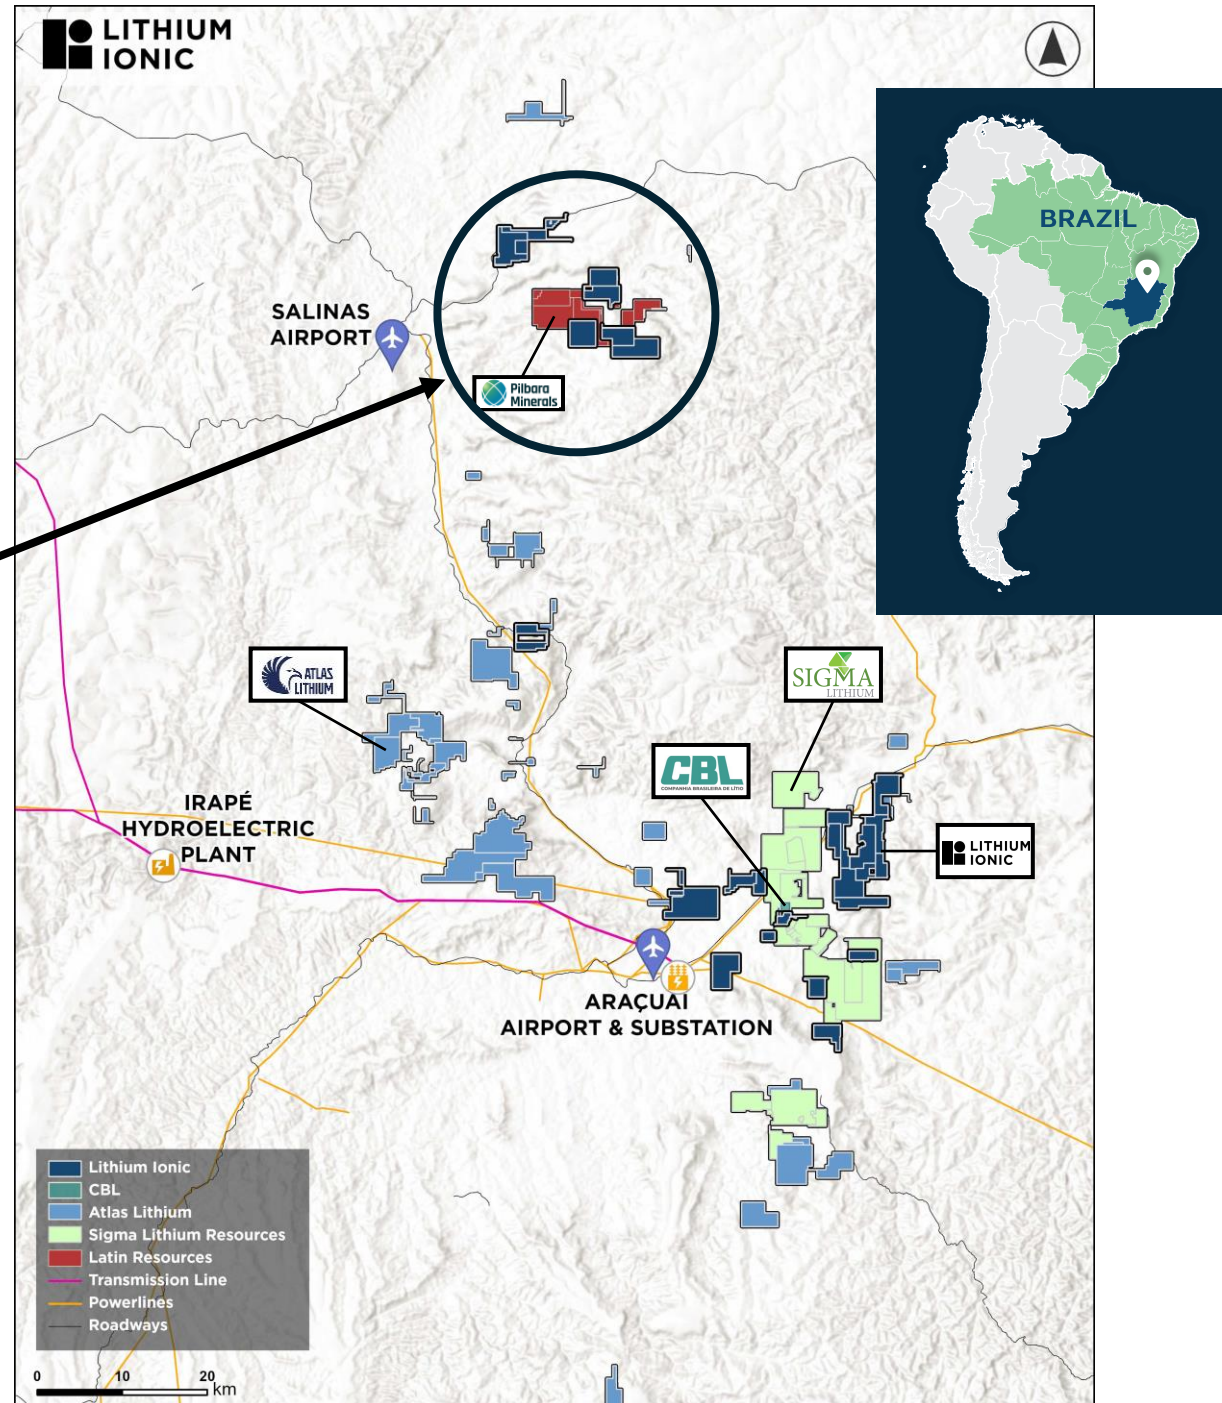 LITHIUM
IONIC
BRAZIL
SALINAS
AIRPORT
Pilbara
Minerals
ATLAS
LITHIUM
SIGMA
LITHIUM
CBL
COMPANHIA BRASILEIRA DE LÍTIO
IRAPÉ
HYDROELECTRIC
PLANT
LITHIUM
IONIC
ARAÇUAI
AIRPORT & SUBSTATION
Lithium Ionic
CBL
Atlas Lithium
Sigma Lithium Resources
Latin Resources
Transmission Line
Powerlines
Roadways
0 10 20
km